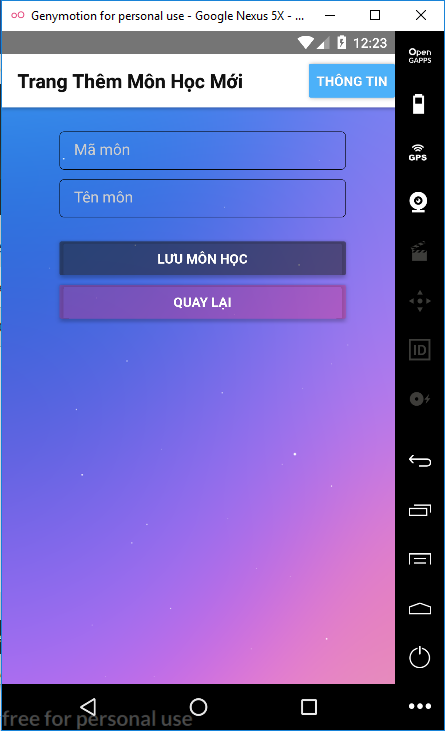 Genymotion for personal use - Google Nexus 5X - ...
12:23
Open
GAPPS
Trang Thêm Môn Học Mới
THÔNG TIN
Mã môn
GPS
Tên môn
LƯU MÔN HỌC
QUAY LẠI
ID
free for personal use